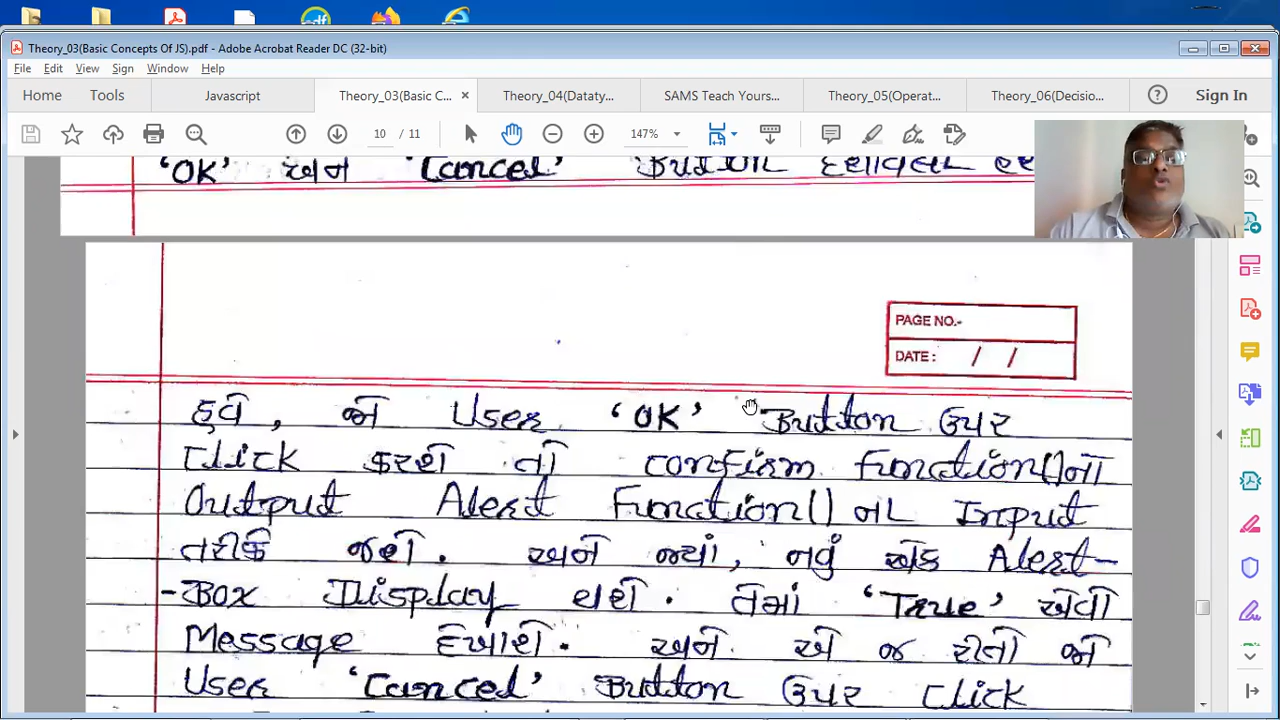 Theory_03(Basic Concepts Of JS).pdf - Adobe Acrobat Reader DC (32-bit)
File Edit View Sign Window Help
Home Tools Javascript Theory_03(Basic C... × Theory_04(Dataty... SAMS Teach Yours... Theory_05(Operat... Theory_06(Decisio... Sign In
10 / 11 147%
'OK' અને 'Cancel' Button
PAGE NO.-
DATE : / /
હવે , જો User 'OK' Button ઉપર
Click કરશે તો confirm function()નો
Output Alert Function() ના Input
તરીકે જશે . અને જ્યાં , નવું એક Alert-
-Box Display થશે . તેમાં 'True' એવો
Message દેખાશે . અને એ જ રીતે જો
User 'Cancel' Button ઉપર Click